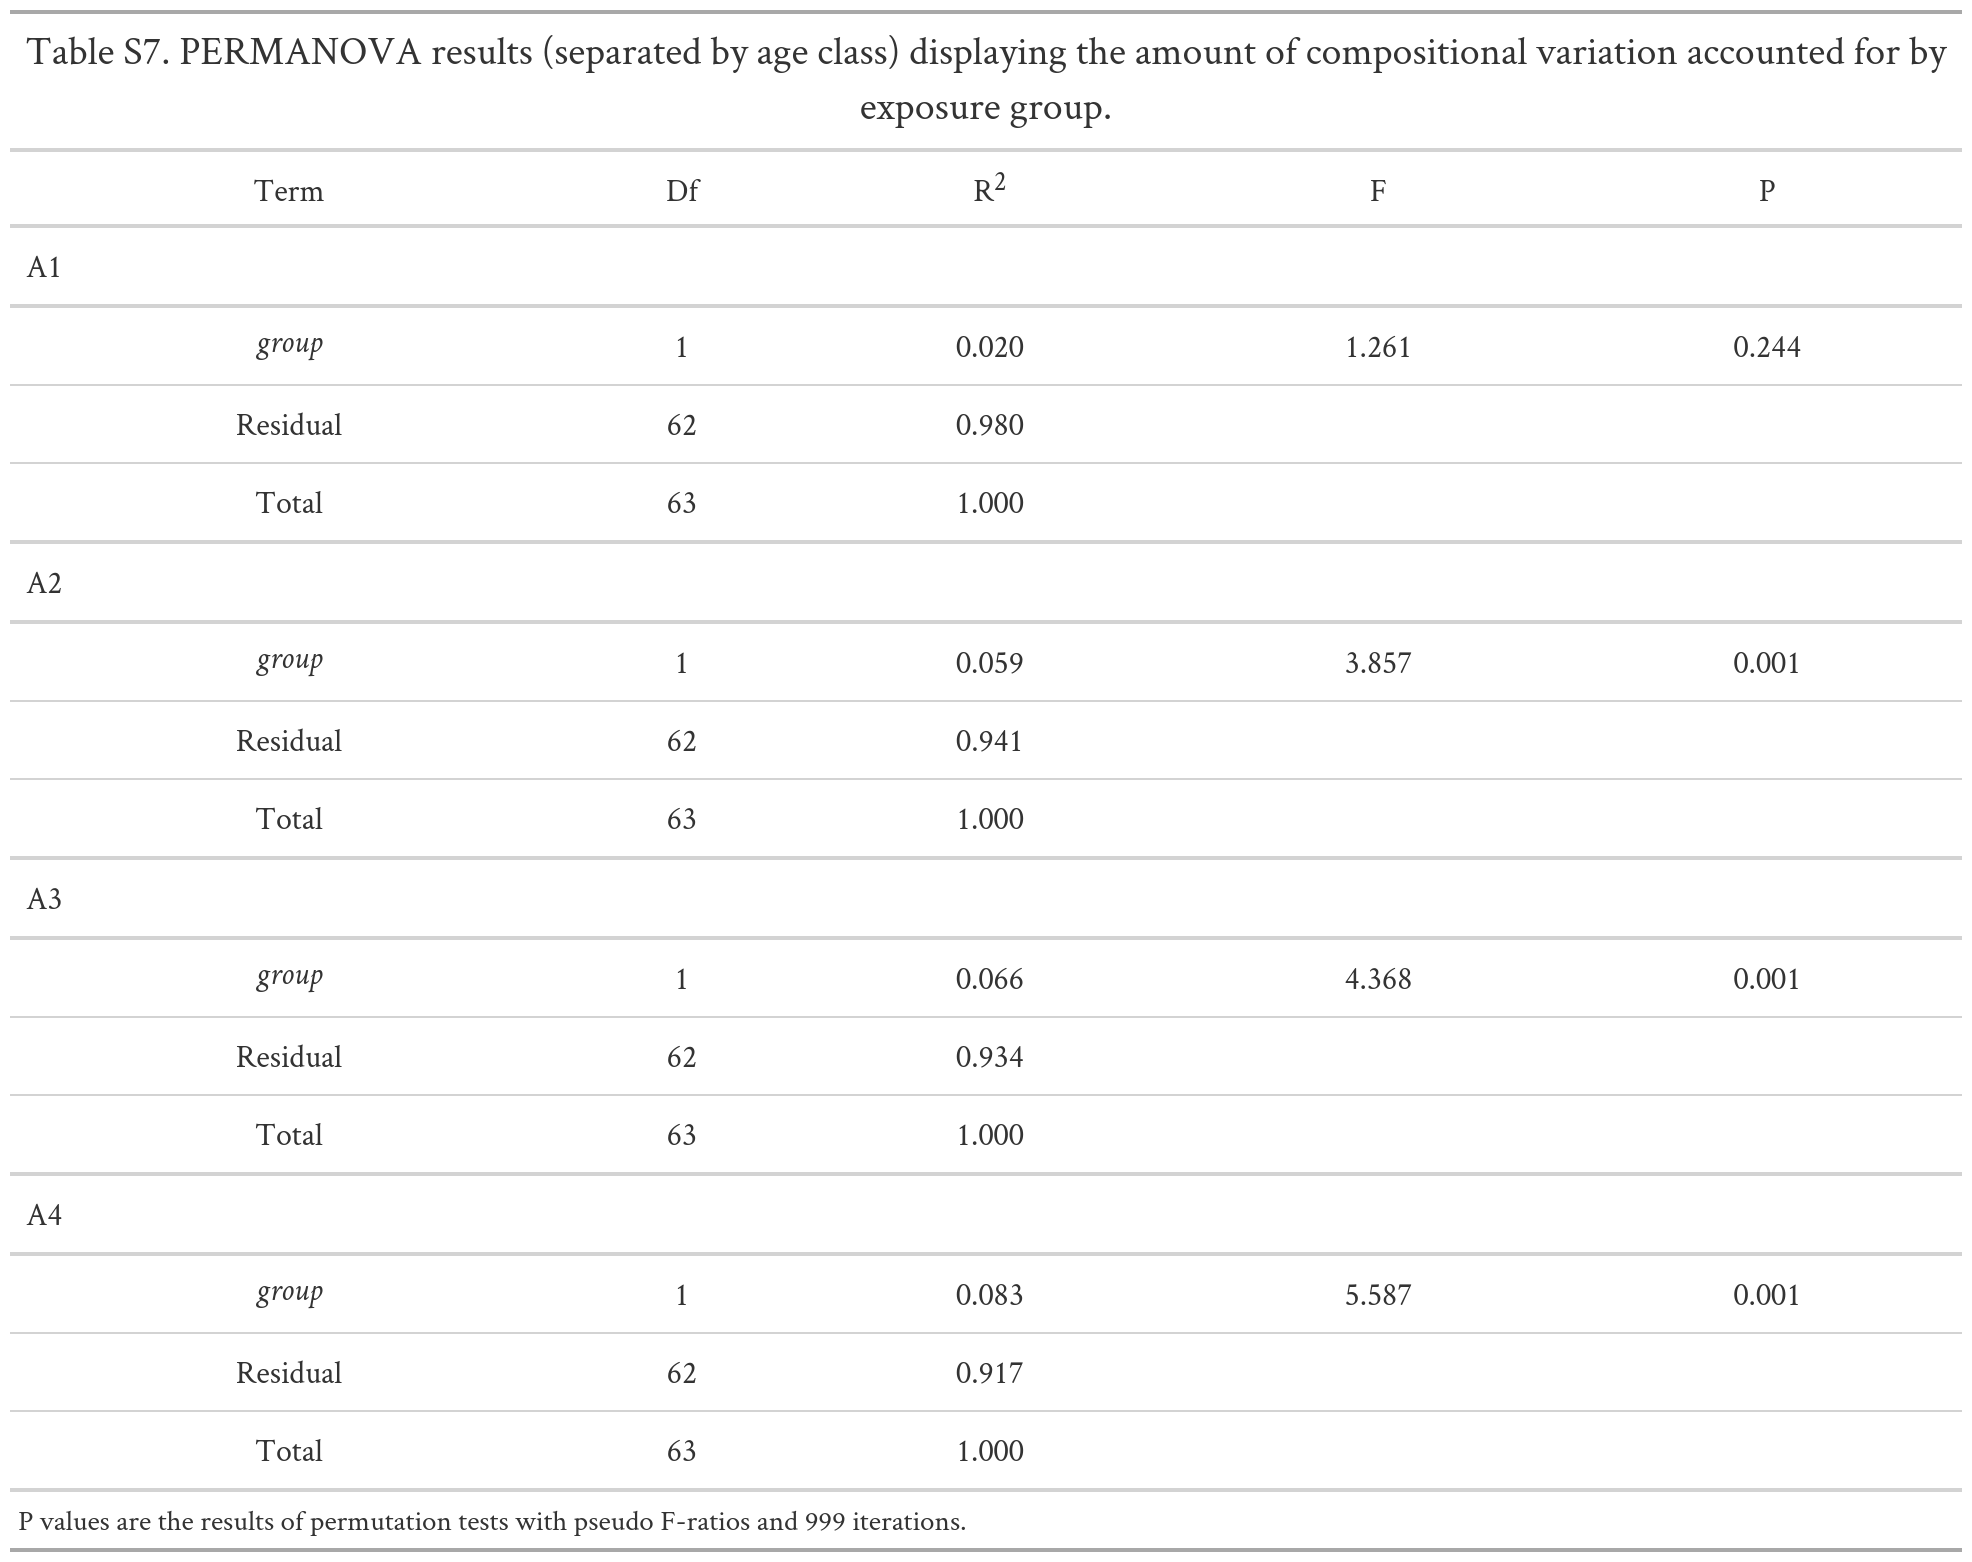 Table S7. PERMANOVA results (separated by age class) displaying the amount of compositional variation accounted for by
exposure group.
Term Df R² F P
A1
group 1 0.020 1.261 0.244
Residual 62 0.980
Total 63 1.000
A2
group 1 0.059 3.857 0.001
Residual 62 0.941
Total 63 1.000
A3
group 1 0.066 4.368 0.001
Residual 62 0.934
Total 63 1.000
A4
group 1 0.083 5.587 0.001
Residual 62 0.917
Total 63 1.000
P values are the results of permutation tests with pseudo F-ratios and 999 iterations.